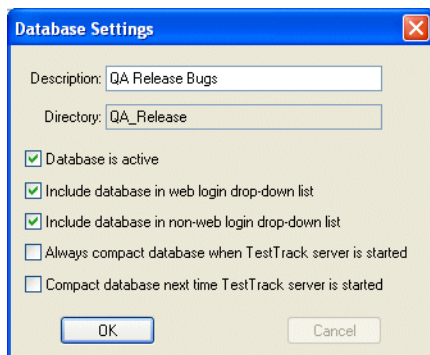 Database Settings
Description: QA Release Bugs
Directory: QA_Release
Database is active
Include database in web login drop-down list
Include database in non-web login drop-down list
Always compact database when TestTrack server is started
Compact database next time TestTrack server is started
OK Cancel